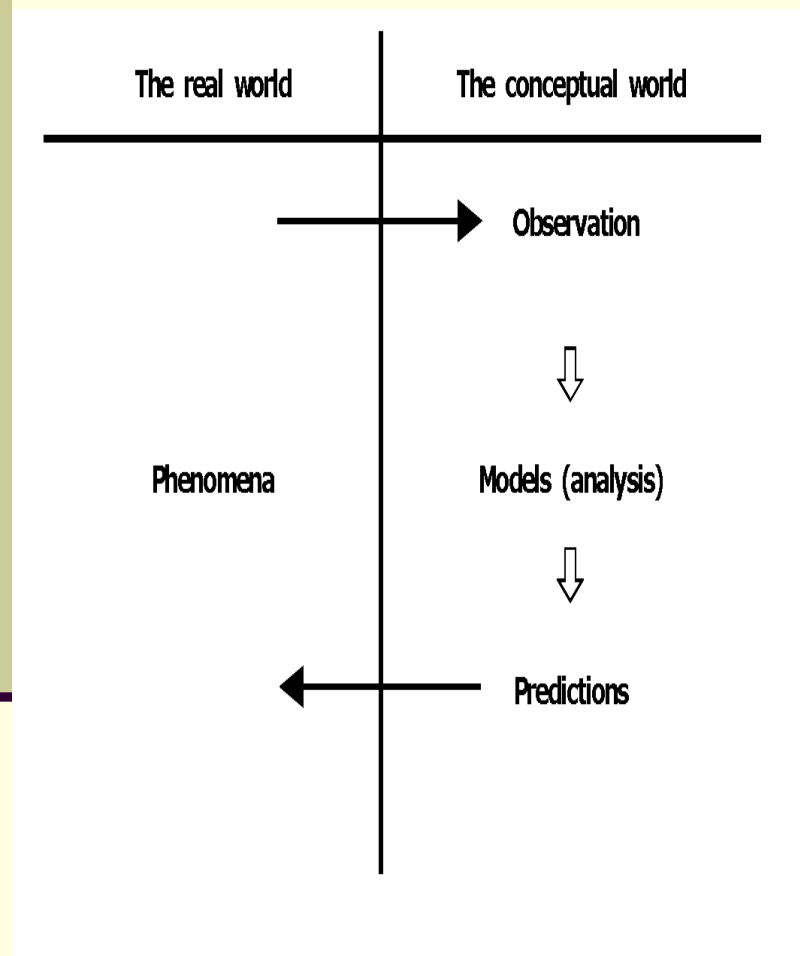 The real world
The conceptual world
Observation
Phenomena
Models (analysis)
Predictions